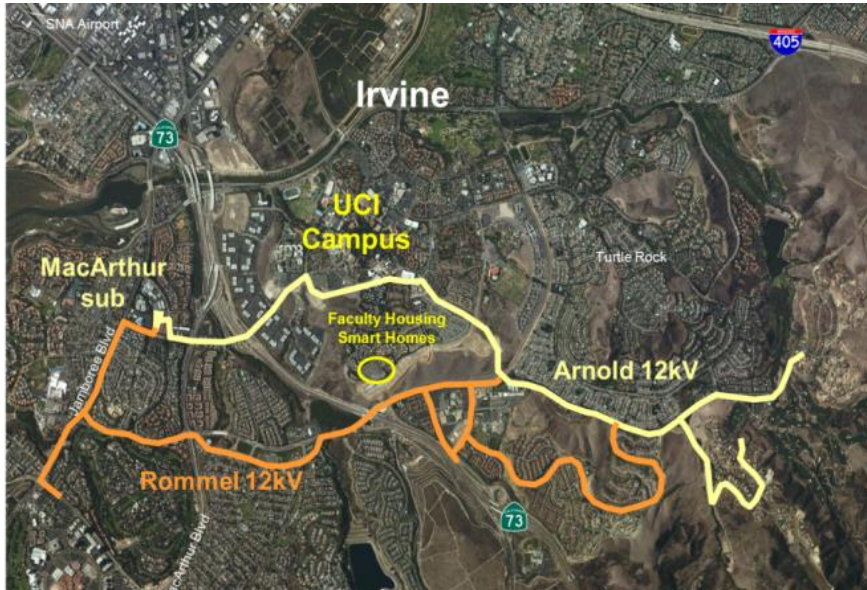 SNA Airport
405
Irvine
73
UCI
Campus
MacArthur
sub
Turtle Rock
Faculty Housing
Smart Homes
Jamboree Blvd
Arnold 12kV
Rommel 12kV
73
MacArthur Blvd